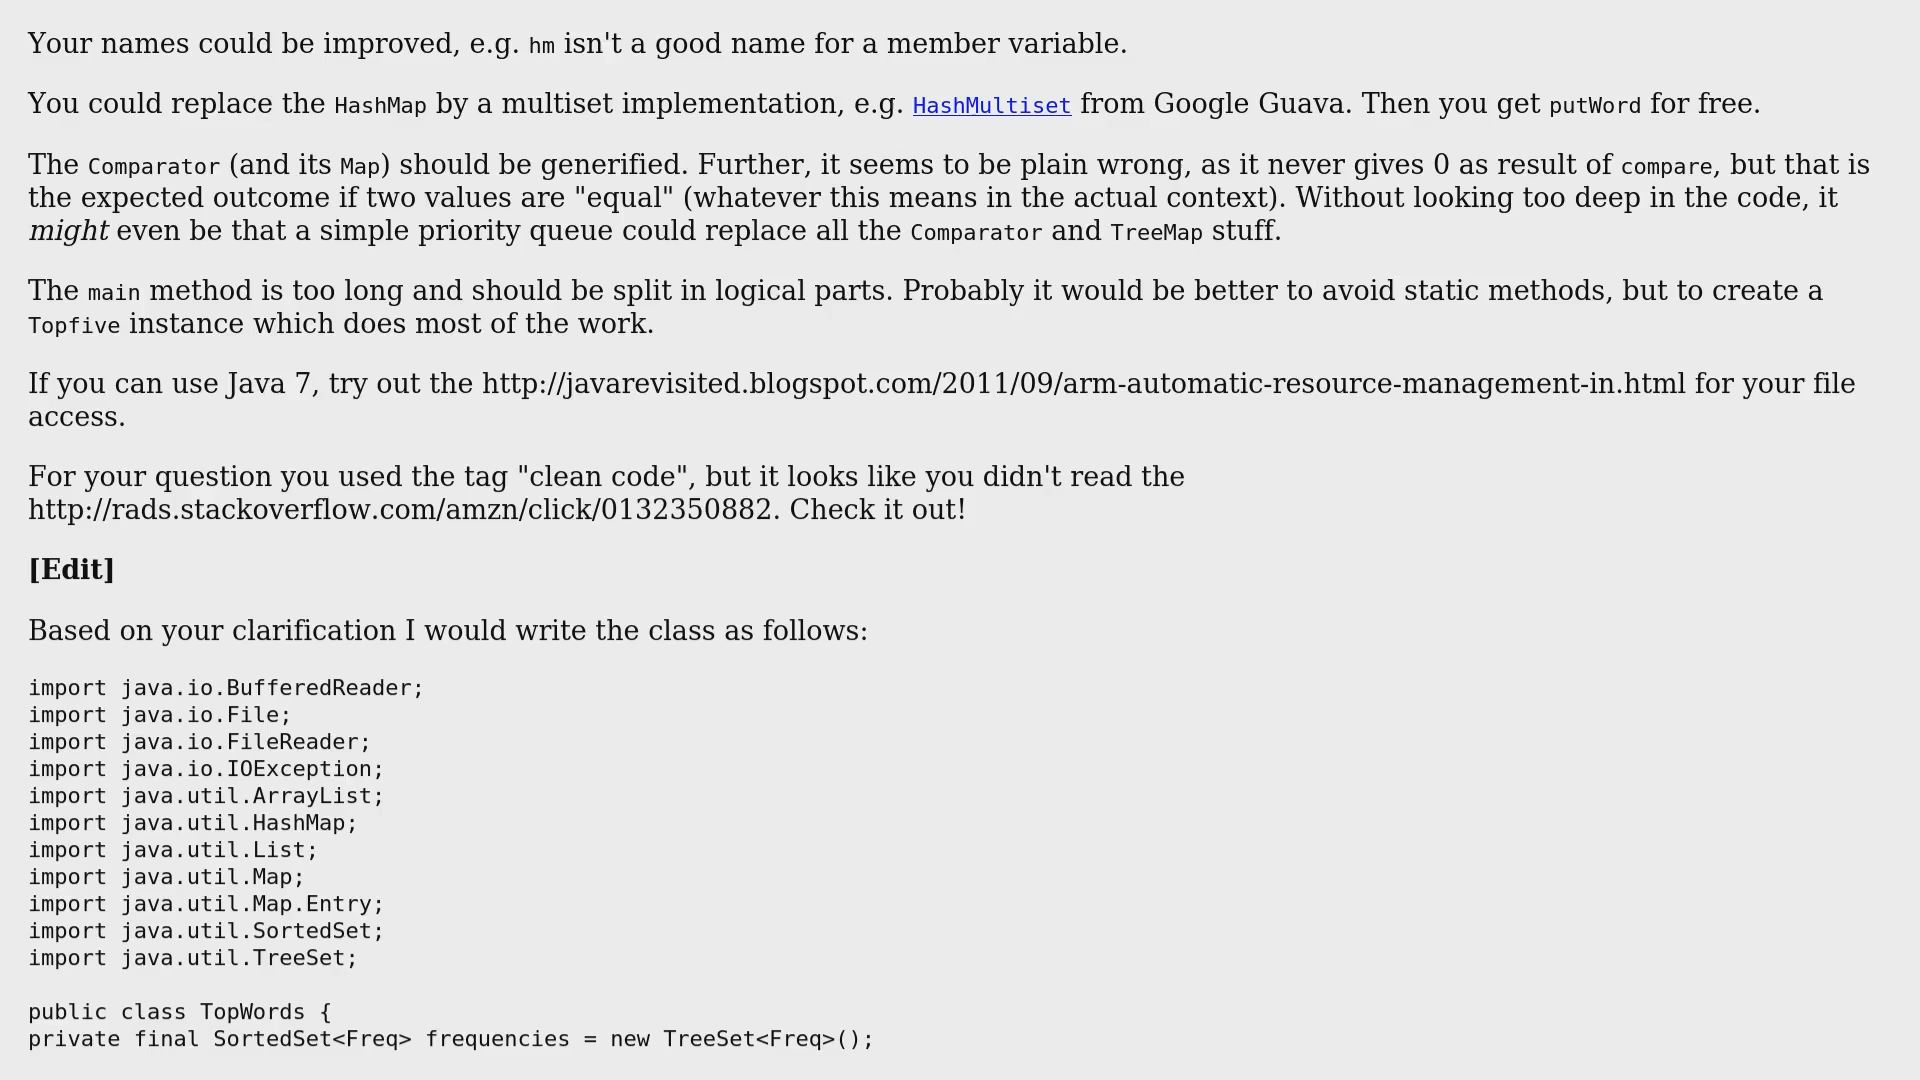 Your names could be improved, e.g. hm isn't a good name for a member variable.
You could replace the HashMap by a multiset implementation, e.g. HashMultiset from Google Guava. Then you get putWord for free.
The Comparator (and its Map) should be generified. Further, it seems to be plain wrong, as it never gives 0 as result of compare, but that is
the expected outcome if two values are "equal" (whatever this means in the actual context). Without looking too deep in the code, it
might even be that a simple priority queue could replace all the Comparator and TreeMap stuff.
The main method is too long and should be split in logical parts. Probably it would be better to avoid static methods, but to create a
Topfive instance which does most of the work.
If you can use Java 7, try out the http://javarevisited.blogspot.com/2011/09/arm-automatic-resource-management-in.html for your file
access.
For your question you used the tag "clean code", but it looks like you didn't read the
http://rads.stackoverflow.com/amzn/click/0132350882. Check it out!
[Edit]
Based on your clarification I would write the class as follows:
import java.io.BufferedReader;
import java.io.File;
import java.io.FileReader;
import java.io.IOException;
import java.util.ArrayList;
import java.util.HashMap;
import java.util.List;
import java.util.Map;
import java.util.Map.Entry;
import java.util.SortedSet;
import java.util.TreeSet;
public class TopWords {
private final SortedSet<Freq> frequencies = new TreeSet<Freq>();